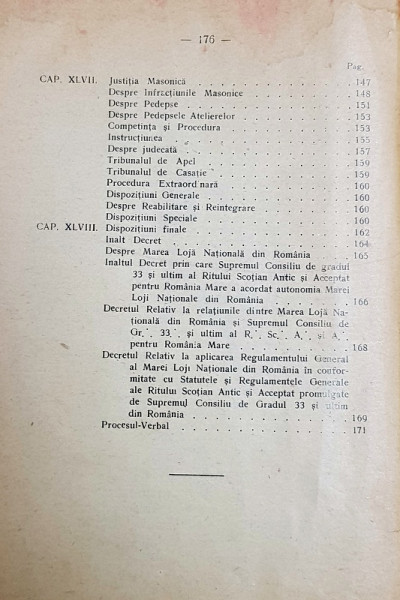 — 176 —
Pag.
CAP. XLVII. Justiția Masonică . . . . . . . . . . . . 147
Despre Infracțiunile Masonice . . . . . . . . 148
Despre Pedepse . . . . . . . . . . . . . 151
Despre Pedepsele Atelierelor . . . . . . . . 153
Competința și Procedura . . . . . . . . . . 153
Instrucțiunea . . . . . . . . . . . . . . 155
Despre judecată . . . . . . . . . . . . . 157
Tribunalul de Apel . . . . . . . . . . . . 159
Tribunalul de Casație . . . . . . . . . . . 159
Procedura Extraordinară . . . . . . . . . . 160
Dispozițiuni Generale . . . . . . . . . . . 160
Despre Reabilitare și Reintegrare . . . . . . . 160
Dispozițiuni Speciale . . . . . . . . . . . 160
CAP. XLVIII. Dispozițiuni finale . . . . . . . . . . . . 162
Inalt Decret . . . . . . . . . . . . . . 164
Despre Marea Lojă Națională din România . . . 165
Inaltul Decret prin care Supremul Consiliu de gradul
33 și ultim al Ritului Scoțian Antic și Acceptat
pentru România Mare a acordat autonomia Marei
Loji Naționale din România . . . . . . . . 166
Decretul Relativ la relațiunile dintre Marea Lojă Na-
țională din România și Supremul Consiliu de
Gr.·. 33.·. și ultim al R.·. Sc.·. A.·. și A.·.
pentru România Mare . . . . . . . . . . 168
Decretul Relativ la aplicarea Regulamentului General
al Marei Loji Naționale din România în confor-
mitate cu Statutele și Regulamentele Generale
ale Ritului Scoțian Antic și Acceptat promulgate
de Supremul Consiliu de Gradul 33 și ultim
din România . . . . . . . . . . . . . 169
Procesul-Verbal . . . . . . . . . . . . . 171